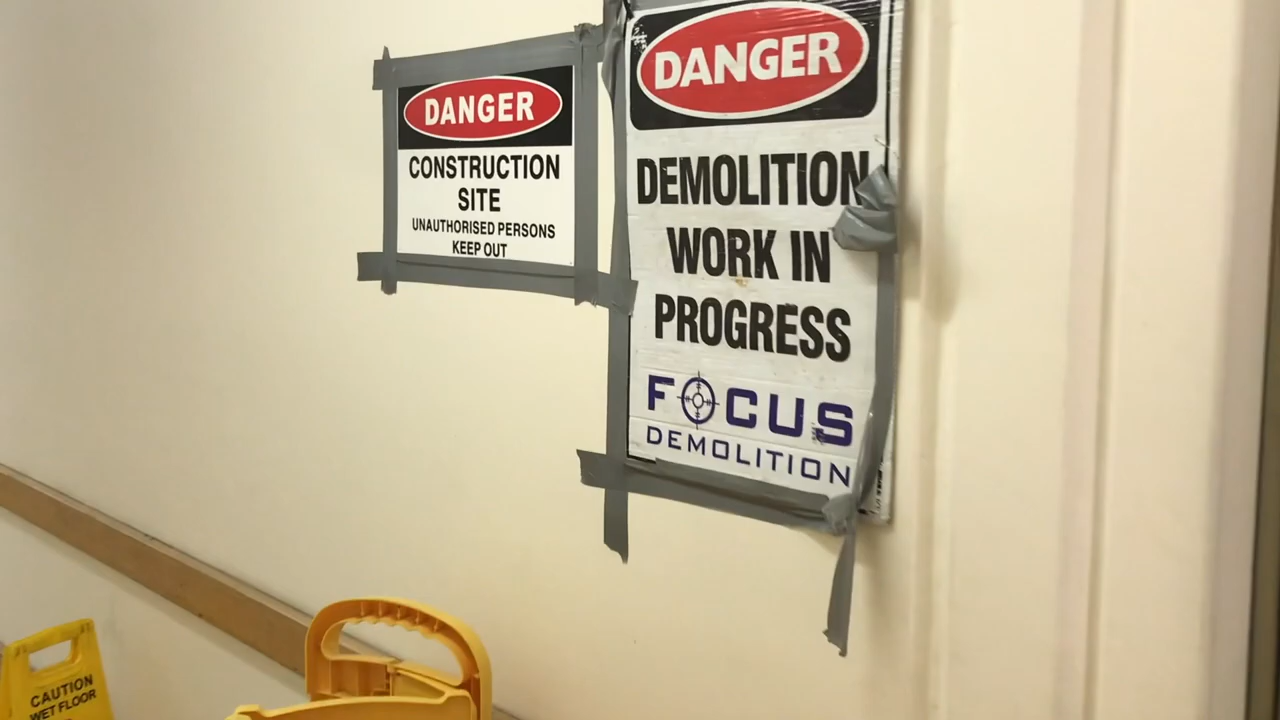 DANGER
CONSTRUCTION
SITE
UNAUTHORISED PERSONS
KEEP OUT
DANGER
DEMOLITION
WORK IN
PROGRESS
FOCUS
DEMOLITION
CAUTION
WET FLOOR